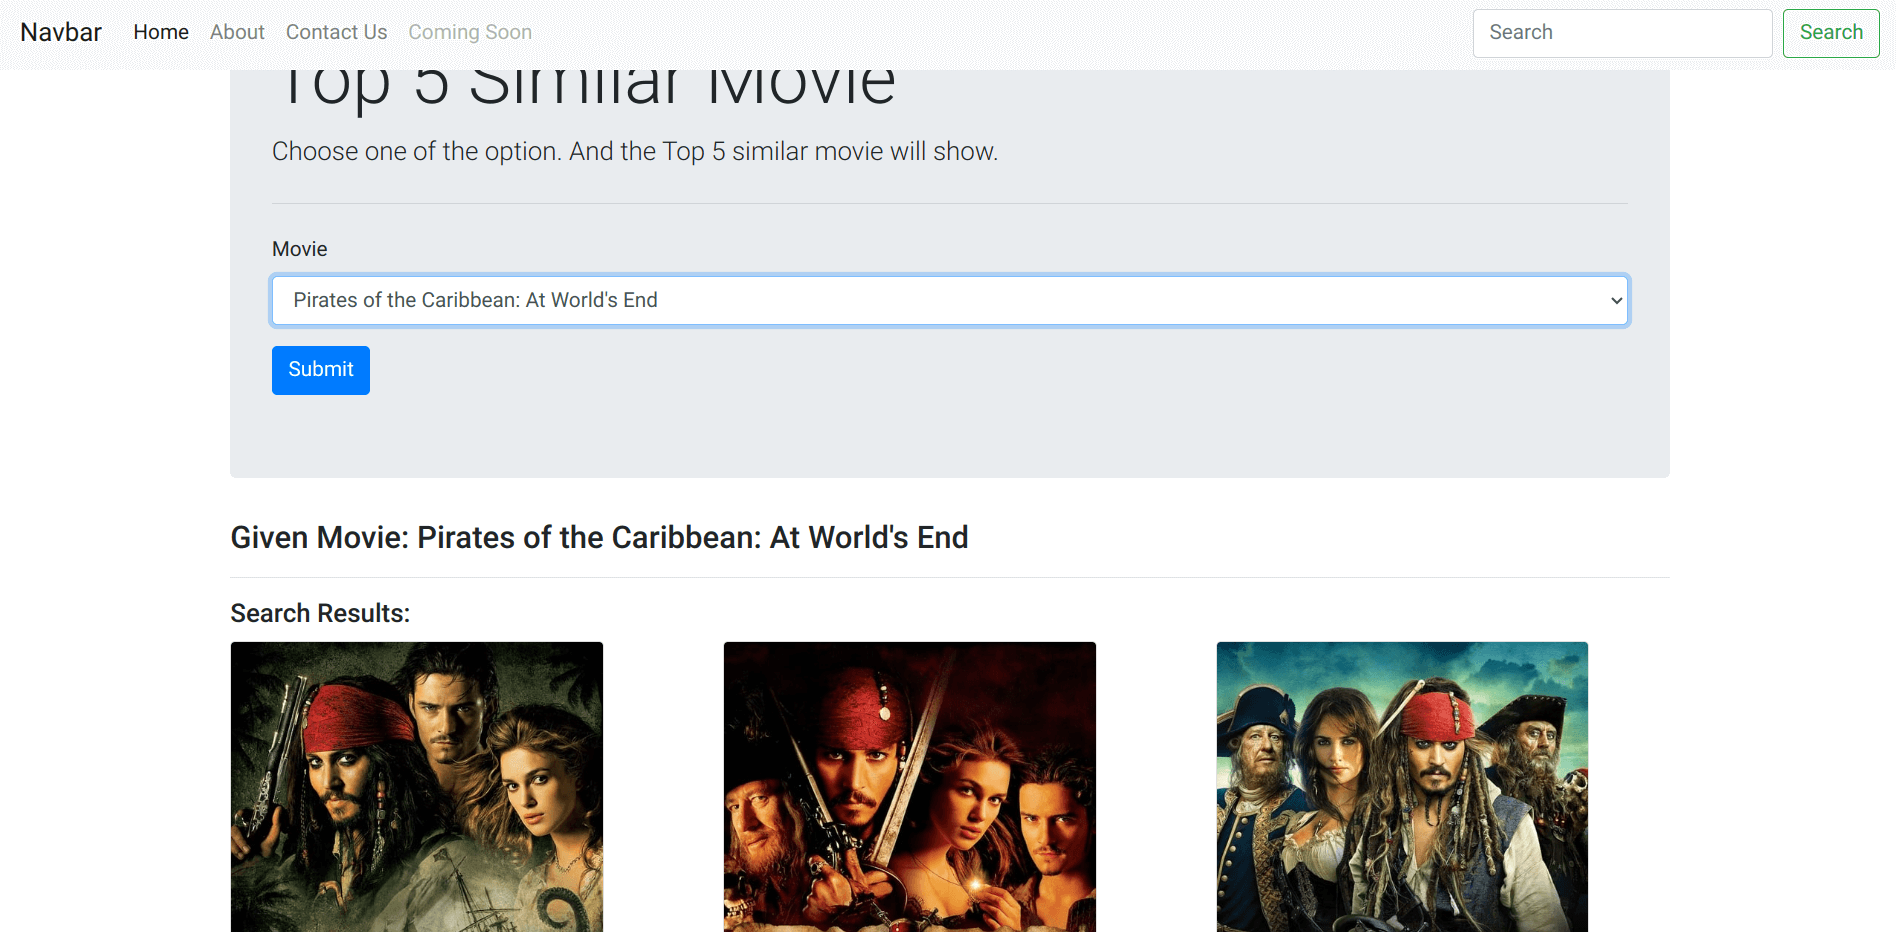 Navbar Home About Contact Us Coming Soon Search Search
Top 5 Similar Movie
Choose one of the option. And the Top 5 similar movie will show.
Movie
Pirates of the Caribbean: At World's End
Submit
Given Movie: Pirates of the Caribbean: At World's End
Search Results: